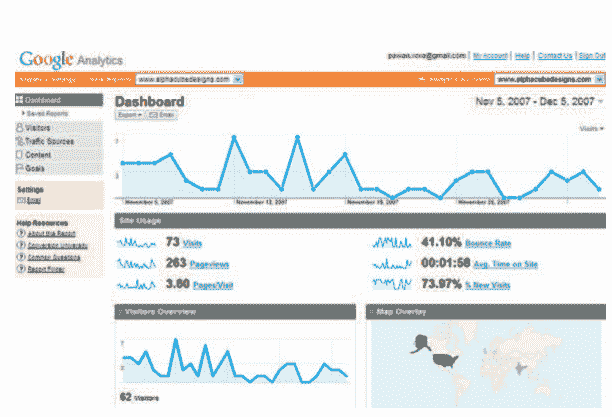 Google Analytics
My Account | Help | Contact Us | Sign Out
www.alphacubedesigns.com
www.alphacubedesigns.com
Dashboard
Saved Reports
Visitors
Traffic Sources
Content
Goals
Settings
Email
Help Resources
About this Report
Conversion University
Common Questions
Report Finder
Dashboard
Nov 5, 2007 - Dec 5, 2007
Export Email
Visits
7
3
November 5, 2007 November 12, 2007 November 19, 2007 November 26, 2007
Site Usage
73 Visits
263 Pageviews
3.60 Pages/Visit
41.10% Bounce Rate
00:01:58 Avg. Time on Site
73.97% % New Visits
Visitors Overview
7
3
62 Visitors
Map Overlay